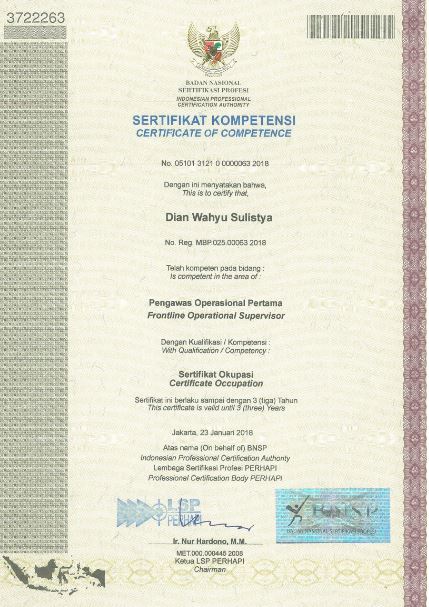 3722263
BADAN NASIONAL
SERTIFIKASI PROFESI
INDONESIAN PROFESSIONAL
CERTIFICATION AUTHORITY
SERTIFIKAT KOMPETENSI
CERTIFICATE OF COMPETENCE
No. 05101 3121 0 0000063 2018
Dengan ini menyatakan bahwa,
This is to certify that,
Dian Wahyu Sulistya
No. Reg. MBP.025.00063 2018
Telah kompeten pada bidang :
Is competent in the area of :
Pengawas Operasional Pertama
Frontline Operational Supervisor
Dengan Kualifikasi / Kompetensi :
With Qualification / Competency :
Sertifikat Okupasi
Certificate Occupation
Sertifikat ini berlaku sampai dengan 3 (tiga) Tahun
This certificate is valid until 3 (three) Years
Jakarta, 23 Januari 2018
Atas nama (On behalf of) BNSP
Indonesian Professional Certification Authority
Lembaga Sertifikasi Profesi PERHAPI
Professional Certification Body PERHAPI
LSP
PERHAPI
BNSP
Ir. Nur Hardono, M.M.
MET.000.000448 2008
Ketua LSP PERHAPI
Chairman